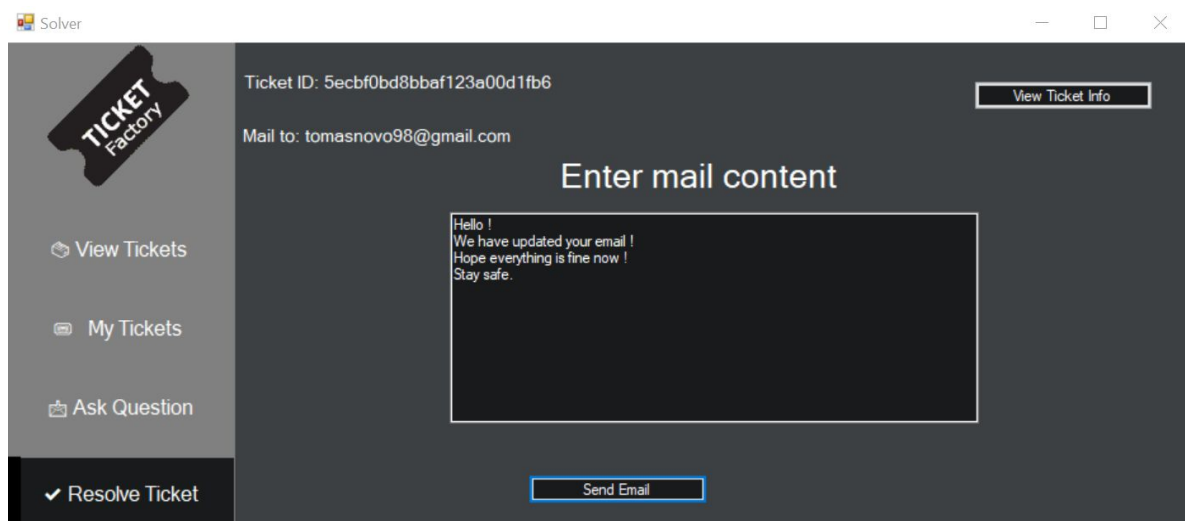 Solver
TICKET
Factory
Ticket ID: 5ecbf0bd8bbaf123a00d1fb6
View Ticket Info
Mail to: tomasnovo98@gmail.com
Enter mail content
Hello !
We have updated your email !
Hope everything is fine now !
Stay safe.
View Tickets
My Tickets
Ask Question
Resolve Ticket
Send Email